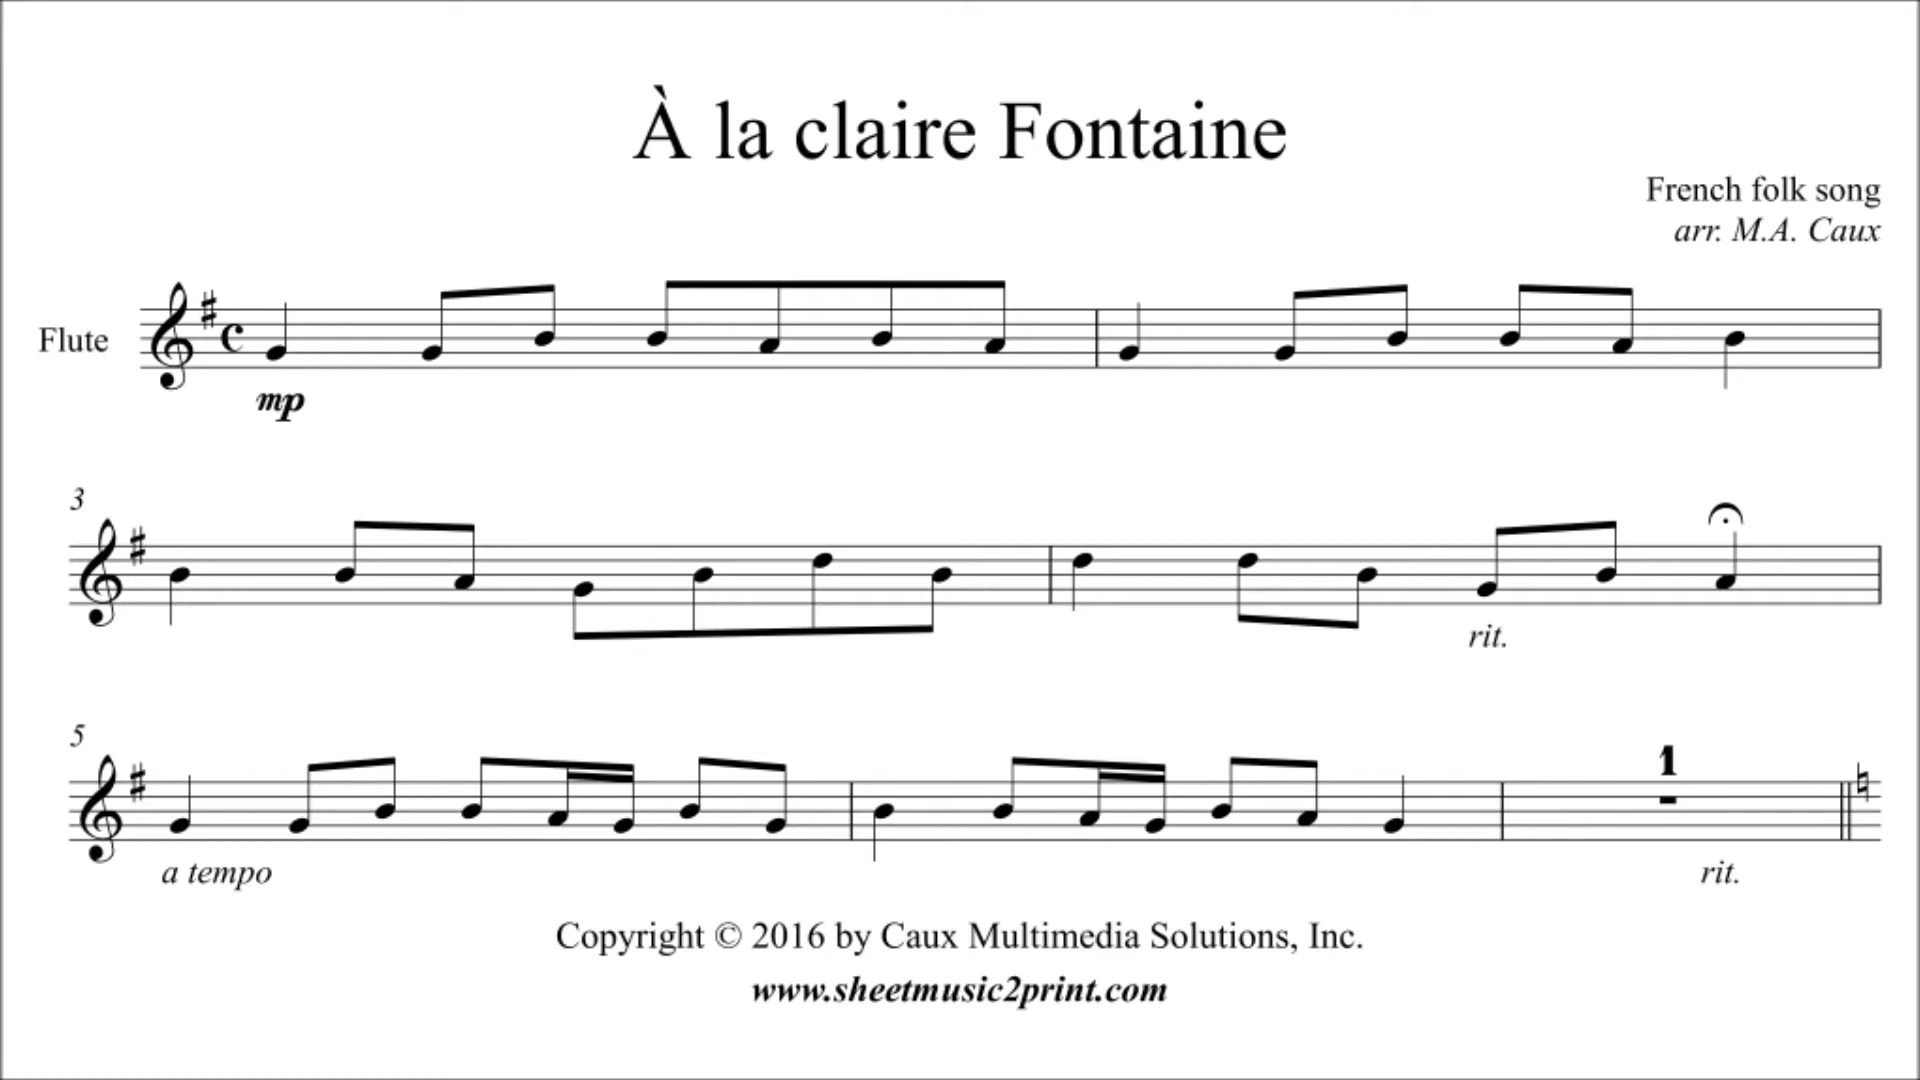 À la claire Fontaine
French folk song
arr. M.A. Caux
Flute
mp
3
rit.
5
1
a tempo
rit.
Copyright © 2016 by Caux Multimedia Solutions, Inc.
www.sheetmusic2print.com